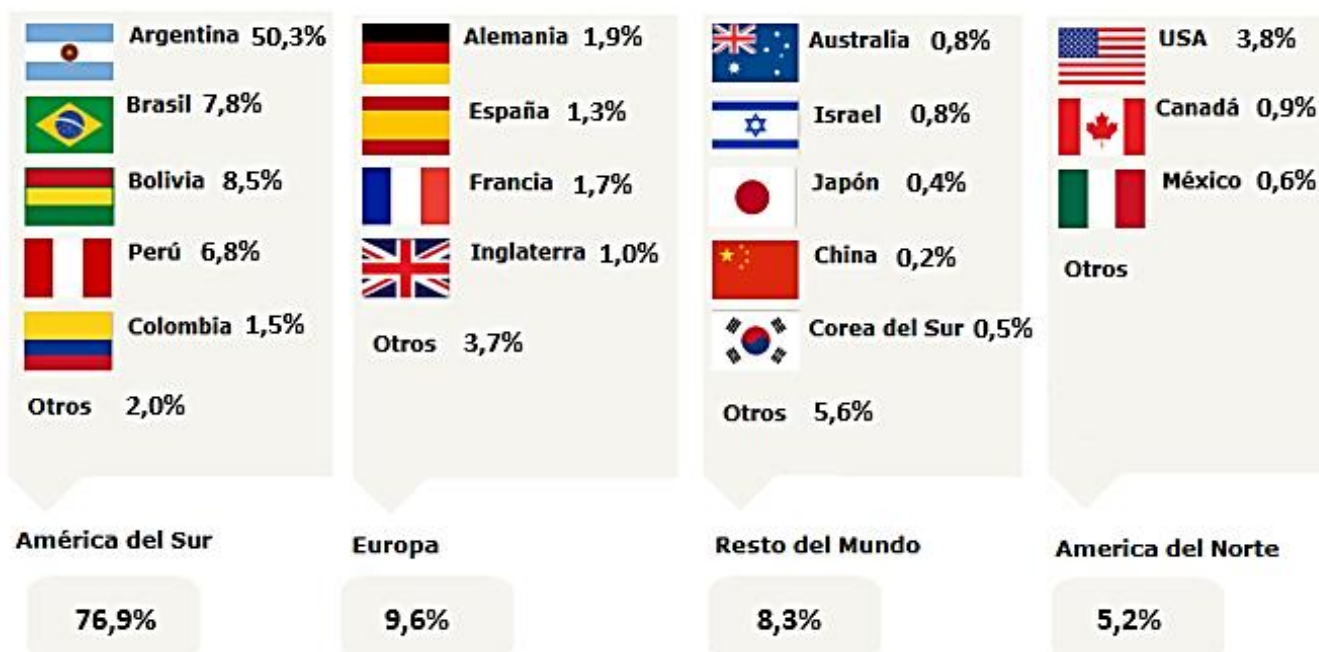 Argentina 50,3%
Brasil 7,8%
Bolivia 8,5%
Perú 6,8%
Colombia 1,5%
Otros 2,0%
América del Sur
76,9%
Alemania 1,9%
España 1,3%
Francia 1,7%
Inglaterra 1,0%
Otros 3,7%
Europa
9,6%
Australia 0,8%
Israel 0,8%
Japón 0,4%
China 0,2%
Corea del Sur 0,5%
Otros 5,6%
Resto del Mundo
8,3%
USA 3,8%
Canadá 0,9%
México 0,6%
Otros
America del Norte
5,2%